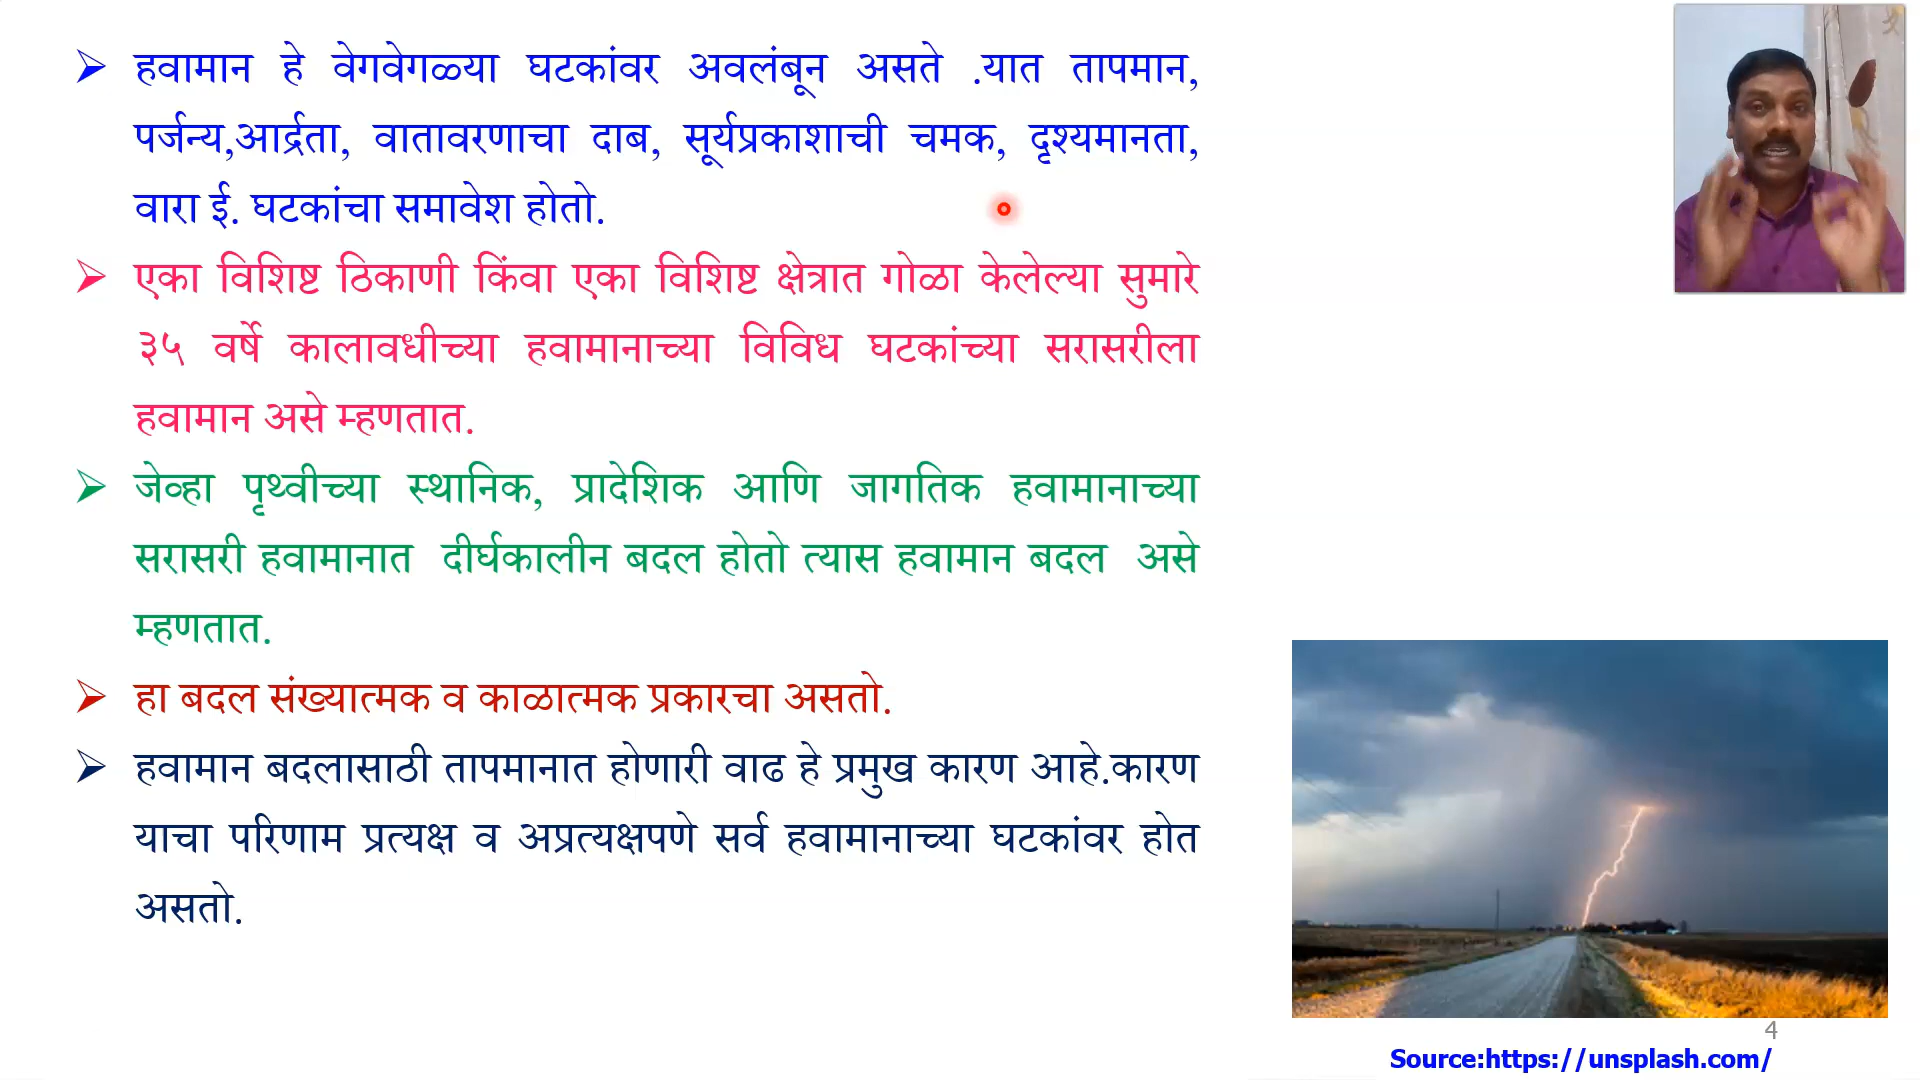 ➢ हवामान हे वेगवेगळ्या घटकांवर अवलंबून असते .यात तापमान,
पर्जन्य,आर्द्रता, वातावरणाचा दाब, सूर्यप्रकाशाची चमक, दृश्यमानता,
वारा ई. घटकांचा समावेश होतो.
➢ एका विशिष्ट ठिकाणी किंवा एका विशिष्ट क्षेत्रात गोळा केलेल्या सुमारे
३५ वर्षे कालावधीच्या हवामानाच्या विविध घटकांच्या सरासरीला
हवामान असे म्हणतात.
➢ जेव्हा पृथ्वीच्या स्थानिक, प्रादेशिक आणि जागतिक हवामानाच्या
सरासरी हवामानात दीर्घकालीन बदल होतो त्यास हवामान बदल असे
म्हणतात.
➢ हा बदल संख्यात्मक व काळात्मक प्रकारचा असतो.
➢ हवामान बदलासाठी तापमानात होणारी वाढ हे प्रमुख कारण आहे.कारण
याचा परिणाम प्रत्यक्ष व अप्रत्यक्षपणे सर्व हवामानाच्या घटकांवर होत
असतो.
4
Source:https://unsplash.com/